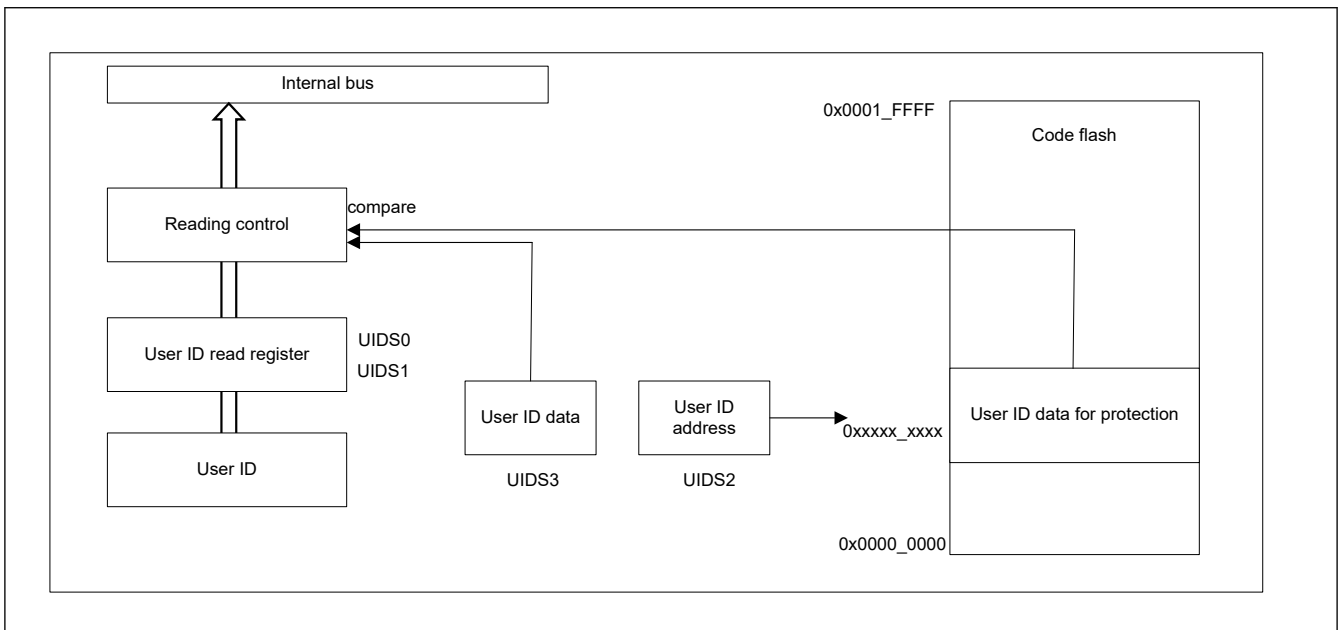 Internal bus
0x0001_FFFF
Code flash
compare
Reading control
User ID read register
UIDS0
UIDS1
User ID data
User ID
address
0xxxxx_xxxx
User ID data for protection
User ID
UIDS3
UIDS2
0x0000_0000